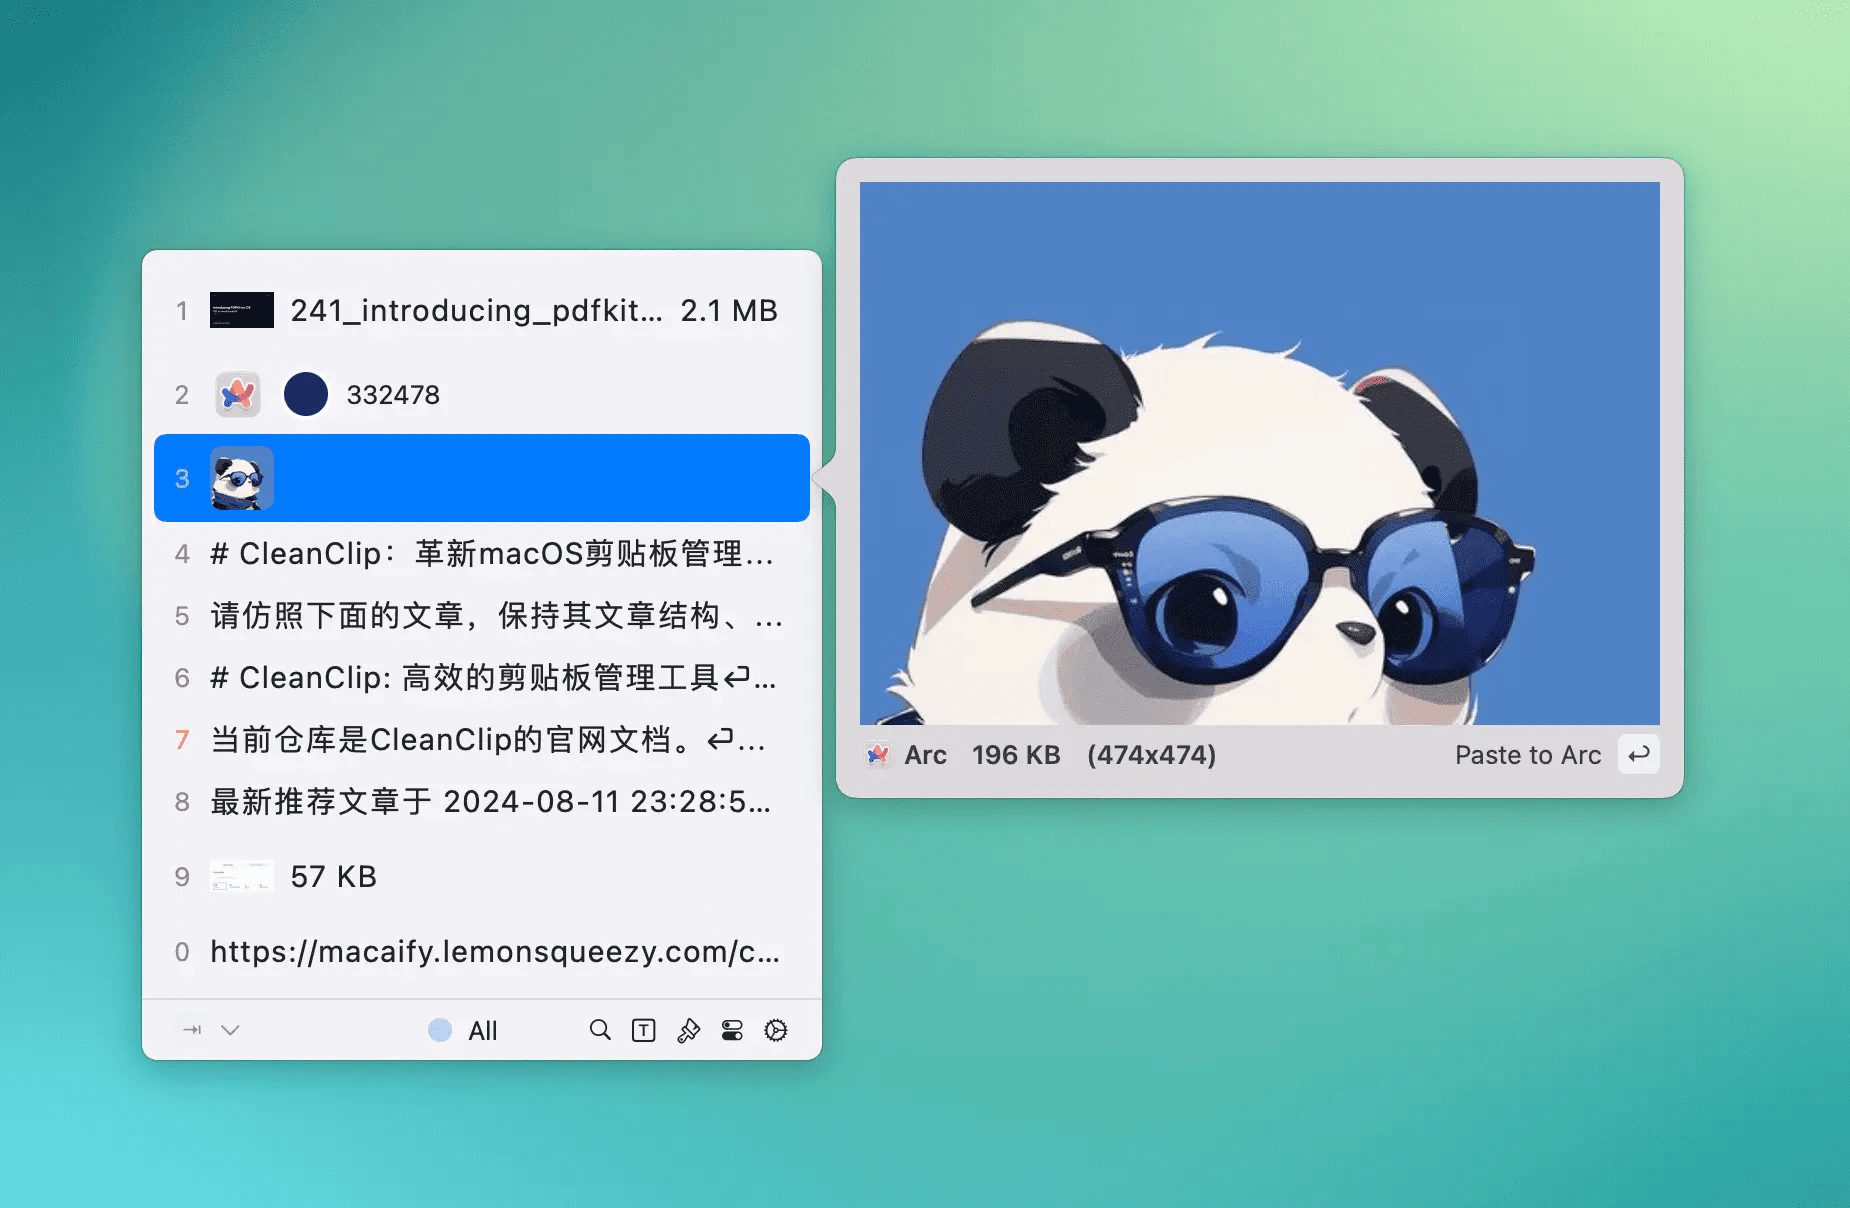 1 241_introducing_pdfkit... 2.1 MB
2 332478
3
4 # CleanClip：革新macOS剪贴板管理...
5 请仿照下面的文章，保持其文章结构、...
6 # CleanClip: 高效的剪贴板管理工具⏎...
7 当前仓库是CleanClip的官网文档。⏎...
8 最新推荐文章于 2024-08-11 23:28:5...
9 57 KB
0 https://macaify.lemonsqueezy.com/c...
All
Arc 196 KB (474x474) Paste to Arc